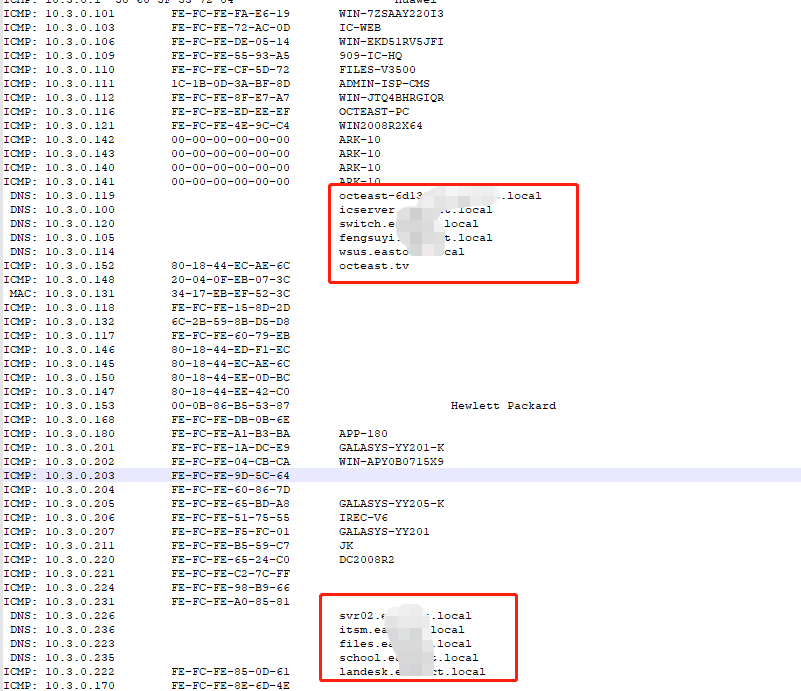 ICMP: 10.3.0.101 FE-FC-FE-FA-E6-19 WIN-7ZSAAY220I3
ICMP: 10.3.0.103 FE-FC-FE-72-AC-0D IC-WEB
ICMP: 10.3.0.106 FE-FC-FE-DE-05-14 WIN-EKD51RV5JFI
ICMP: 10.3.0.109 FE-FC-FE-55-93-A5 909-IC-HQ
ICMP: 10.3.0.110 FE-FC-FE-CF-5D-72 FILES-V3500
ICMP: 10.3.0.111 1C-1B-0D-3A-BF-8D ADMIN-ISP-CMS
ICMP: 10.3.0.112 FE-FC-FE-8F-E7-A7 WIN-JTQ4BHRGIQR
ICMP: 10.3.0.116 FE-FC-FE-ED-EE-EF OCTEAST-PC
ICMP: 10.3.0.121 FE-FC-FE-4E-9C-C4 WIN2008R2X64
ICMP: 10.3.0.142 00-00-00-00-00-00 ARK-10
ICMP: 10.3.0.143 00-00-00-00-00-00 ARK-10
ICMP: 10.3.0.140 00-00-00-00-00-00 ARK-10
ICMP: 10.3.0.141 00-00-00-00-00-00 ARK-10
DNS: 10.3.0.119 octeast-6d13 .local
DNS: 10.3.0.100 icserver. t.local
DNS: 10.3.0.120 switch.e .local
DNS: 10.3.0.105 fengsuyi. t.local
DNS: 10.3.0.114 wsus.easto cal
ICMP: 10.3.0.152 80-18-44-EC-AE-6C octeast.tv
ICMP: 10.3.0.148 20-04-0F-EB-07-3C
MAC: 10.3.0.131 34-17-EB-EF-52-3C
ICMP: 10.3.0.118 FE-FC-FE-15-8D-2D
ICMP: 10.3.0.132 6C-2B-59-8B-D5-D8
ICMP: 10.3.0.117 FE-FC-FE-60-79-EB
ICMP: 10.3.0.146 80-18-44-ED-F1-EC
ICMP: 10.3.0.145 80-18-44-EC-AE-6C
ICMP: 10.3.0.150 80-18-44-EE-0D-BC
ICMP: 10.3.0.147 80-18-44-EE-42-C0
ICMP: 10.3.0.153 00-0B-86-B5-53-87 Hewlett Packard
ICMP: 10.3.0.168 FE-FC-FE-DB-0B-6E
ICMP: 10.3.0.180 FE-FC-FE-A1-B3-BA APP-180
ICMP: 10.3.0.201 FE-FC-FE-1A-DC-E9 GALASYS-YY201-K
ICMP: 10.3.0.202 FE-FC-FE-04-CB-CA WIN-APY0B0715X9
ICMP: 10.3.0.203 FE-FC-FE-9D-5C-64
ICMP: 10.3.0.204 FE-FC-FE-60-86-7D
ICMP: 10.3.0.205 FE-FC-FE-65-BD-A8 GALASYS-YY205-K
ICMP: 10.3.0.206 FE-FC-FE-51-75-55 IREC-V6
ICMP: 10.3.0.207 FE-FC-FE-F5-FC-01 GALASYS-YY201
ICMP: 10.3.0.211 FE-FC-FE-B5-59-C7 JK
ICMP: 10.3.0.220 FE-FC-FE-65-24-C0 DC2008R2
ICMP: 10.3.0.221 FE-FC-FE-C2-7C-FF
ICMP: 10.3.0.224 FE-FC-FE-98-B9-66
ICMP: 10.3.0.231 FE-FC-FE-A0-85-81
DNS: 10.3.0.226 svr02.e t.local
DNS: 10.3.0.236 itsm.ea .local
DNS: 10.3.0.223 files.ea .local
DNS: 10.3.0.235 school.ea t.local
ICMP: 10.3.0.222 FE-FC-FE-85-0D-61 landesk.e ct.local
ICMP: 10.3.0.170 FE-FC-FE-8E-6D-4E